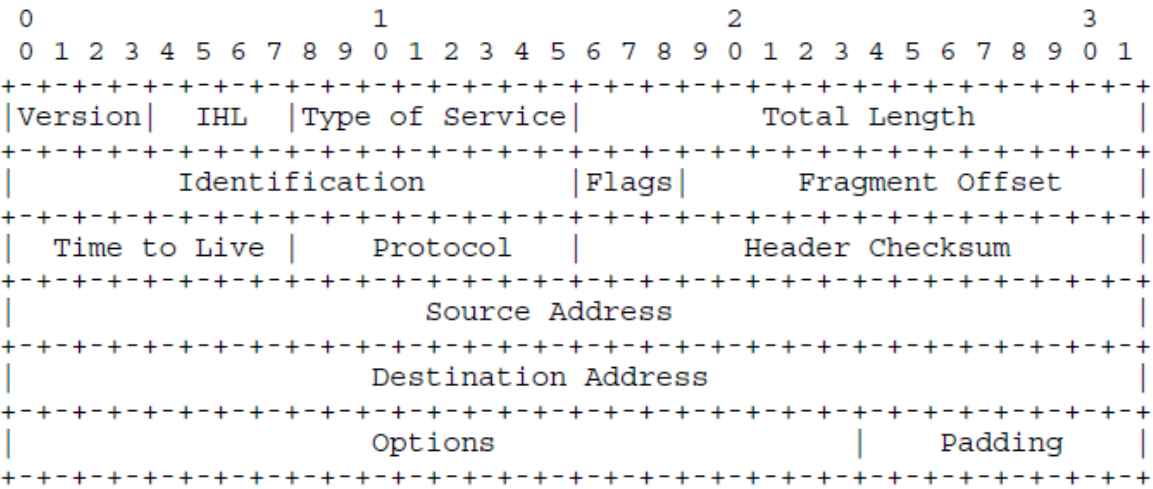 0                   1                   2                   3
 0 1 2 3 4 5 6 7 8 9 0 1 2 3 4 5 6 7 8 9 0 1 2 3 4 5 6 7 8 9 0 1
+-+-+-+-+-+-+-+-+-+-+-+-+-+-+-+-+-+-+-+-+-+-+-+-+-+-+-+-+-+-+-+-+
|Version|  IHL  |Type of Service|          Total Length         |
+-+-+-+-+-+-+-+-+-+-+-+-+-+-+-+-+-+-+-+-+-+-+-+-+-+-+-+-+-+-+-+-+
|         Identification        |Flags|      Fragment Offset    |
+-+-+-+-+-+-+-+-+-+-+-+-+-+-+-+-+-+-+-+-+-+-+-+-+-+-+-+-+-+-+-+-+
|  Time to Live |    Protocol   |         Header Checksum       |
+-+-+-+-+-+-+-+-+-+-+-+-+-+-+-+-+-+-+-+-+-+-+-+-+-+-+-+-+-+-+-+-+
|                       Source Address                          |
+-+-+-+-+-+-+-+-+-+-+-+-+-+-+-+-+-+-+-+-+-+-+-+-+-+-+-+-+-+-+-+-+
|                    Destination Address                        |
+-+-+-+-+-+-+-+-+-+-+-+-+-+-+-+-+-+-+-+-+-+-+-+-+-+-+-+-+-+-+-+-+
|                    Options                    |    Padding    |
+-+-+-+-+-+-+-+-+-+-+-+-+-+-+-+-+-+-+-+-+-+-+-+-+-+-+-+-+-+-+-+-+